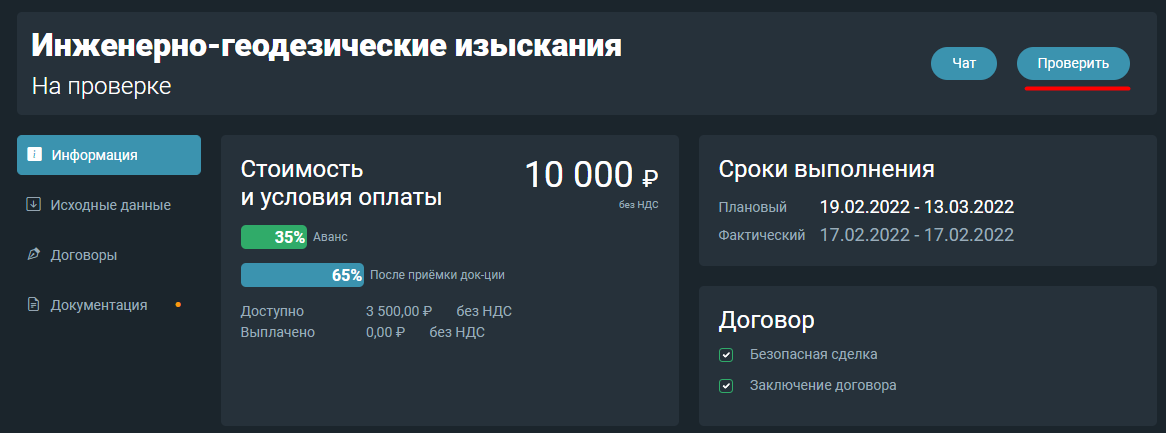 Инженерно-геодезические изыскания
На проверке
Чат
Проверить
Информация
Исходные данные
Договоры
Документация
Стоимость
и условия оплаты
10 000 ₽
без НДС
35% Аванс
65% После приёмки док-ции
Доступно 3 500,00 ₽ без НДС
Выплачено 0,00 ₽ без НДС
Сроки выполнения
Плановый 19.02.2022 - 13.03.2022
Фактический 17.02.2022 - 17.02.2022
Договор
Безопасная сделка
Заключение договора